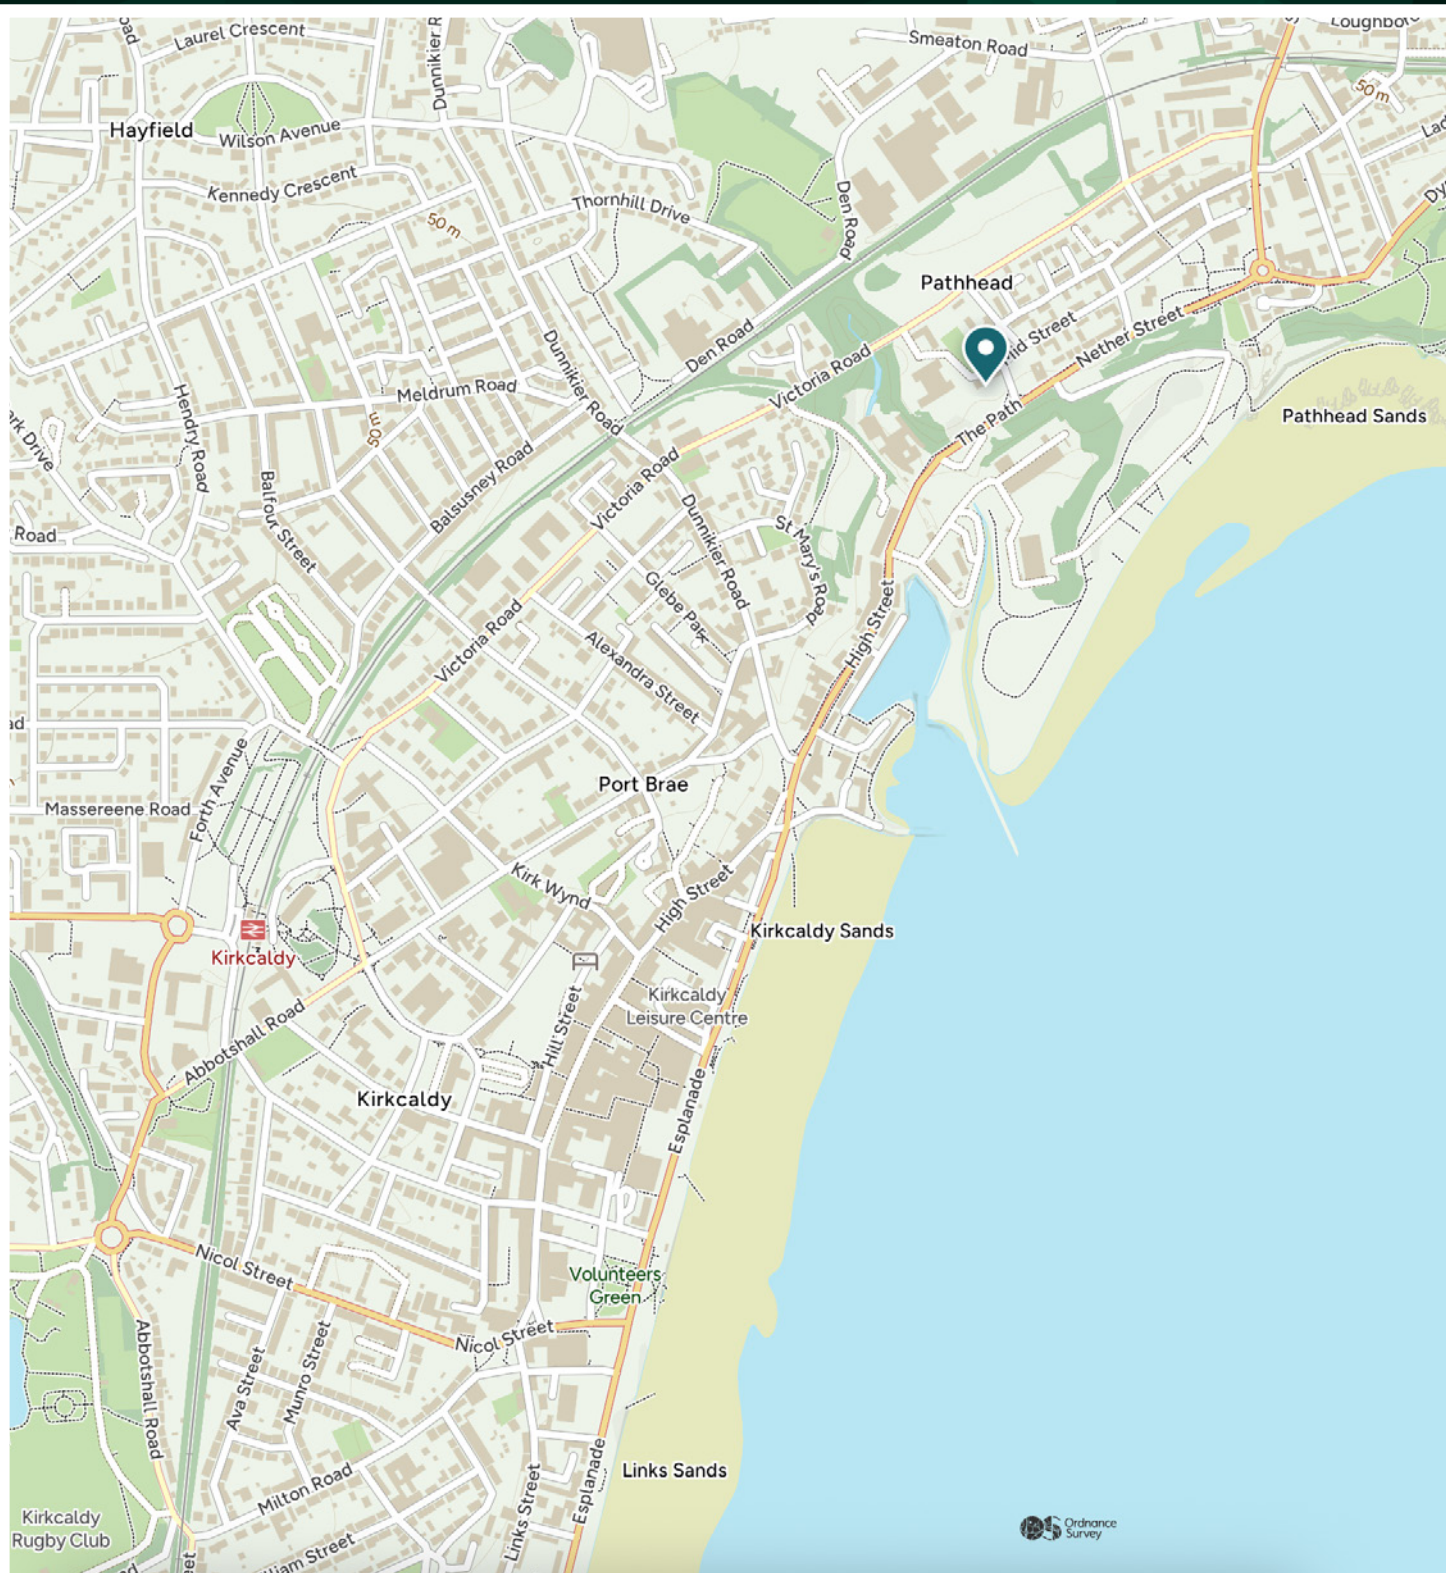 Laurel Crescent
Dunnikier R
Smeaton Road
Loughboro
50 m
Hayfield
Wilson Avenue
Kennedy Crescent
50 m
Thornhill Drive
Den Road
Pathhead
Nether Street
The Path
Pathhead Sands
Den Road
Victoria Road
Dunnikier Road
Meldrum Road
50 m
Hendry Road
Balfour Street
Balsusney Road
Victoria Road
Dunnikier Road
St Mary's Road
Road
Glebe Park
High Street
Victoria Road
Alexandra Street
Port Brae
Forth Avenue
Massereene Road
Kirk Wynd
High Street
Kirkcaldy Sands
Kirkcaldy
Kirkcaldy
Leisure Centre
Hill Street
Abbotshall Road
Kirkcaldy
Esplanade
Nicol Street
Volunteers
Green
Nicol Street
Abbotshall Road
Ava Street
Munro Street
Milton Road
Links Street
Esplanade
Links Sands
Kirkcaldy
Rugby Club
Ordnance
Survey